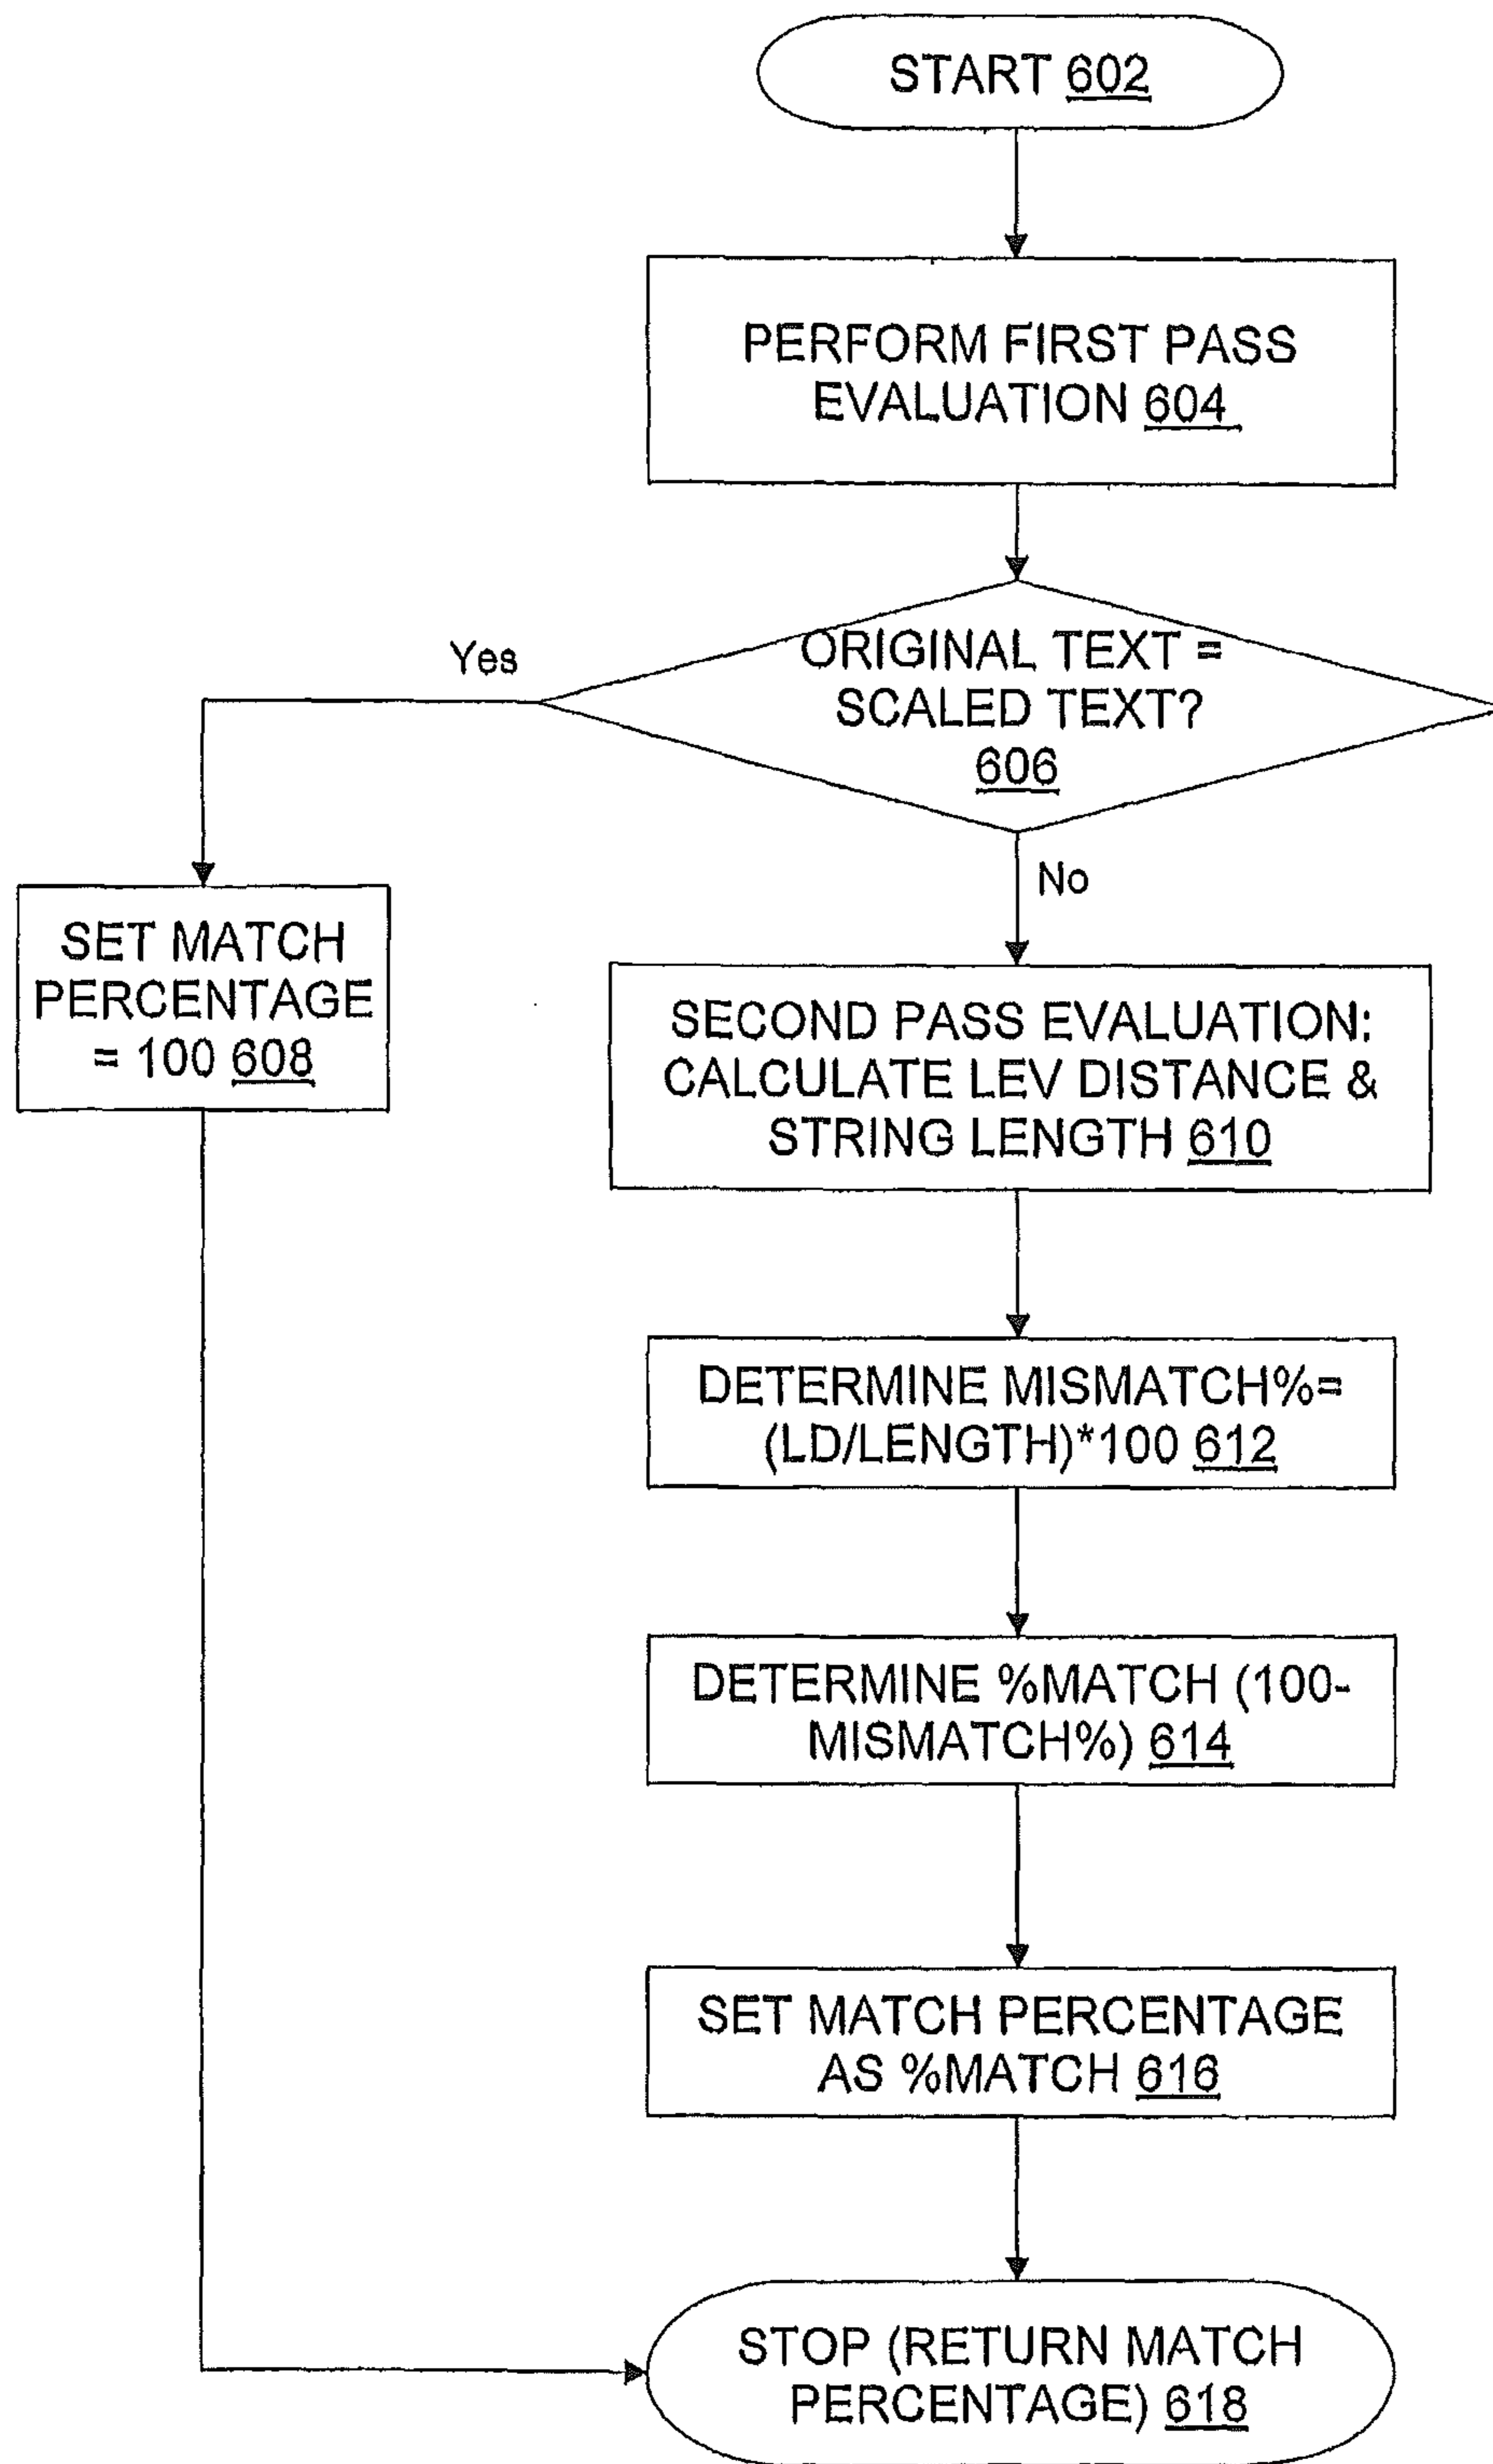 START 602
PERFORM FIRST PASS
EVALUATION 604
Yes
ORIGINAL TEXT =
SCALED TEXT?
606
No
SET MATCH
PERCENTAGE
= 100 608
SECOND PASS EVALUATION:
CALCULATE LEV DISTANCE &
STRING LENGTH 610
DETERMINE MISMATCH%=
(LD/LENGTH)*100 612
DETERMINE %MATCH (100-
MISMATCH%) 614
SET MATCH PERCENTAGE
AS %MATCH 616
STOP (RETURN MATCH
PERCENTAGE) 618